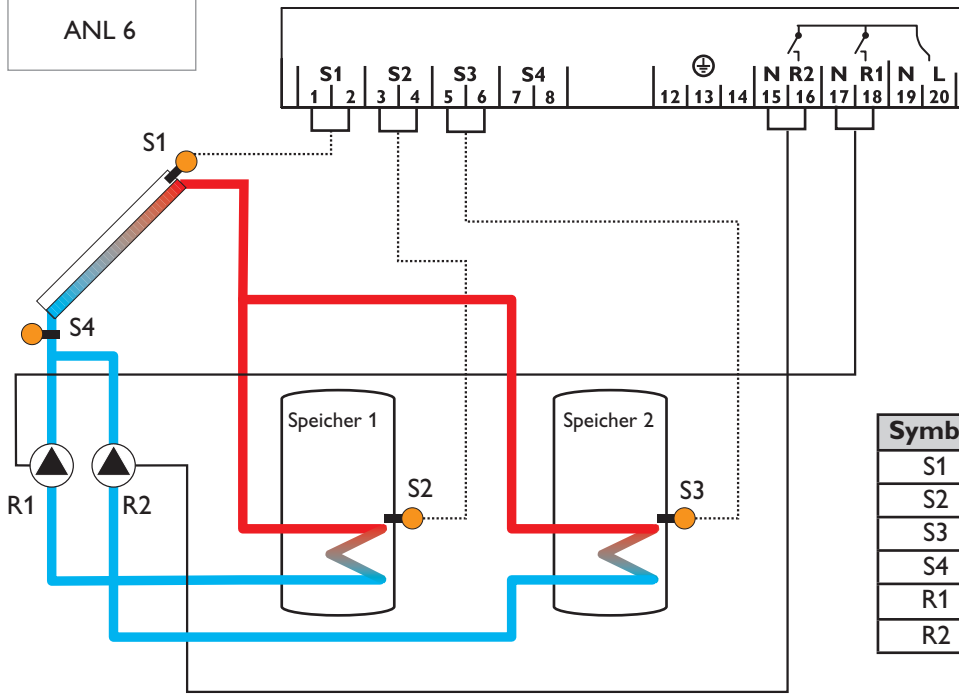 ANL 6
S1 S2 S3 S4 N R2 N R1 N L
1 2 3 4 5 6 7 8 12 13 14 15 16 17 18 19 20
S1
S4
Speicher 1
Speicher 2
S2
S3
R1
R2
Symb
S1
S2
S3
S4
R1
R2